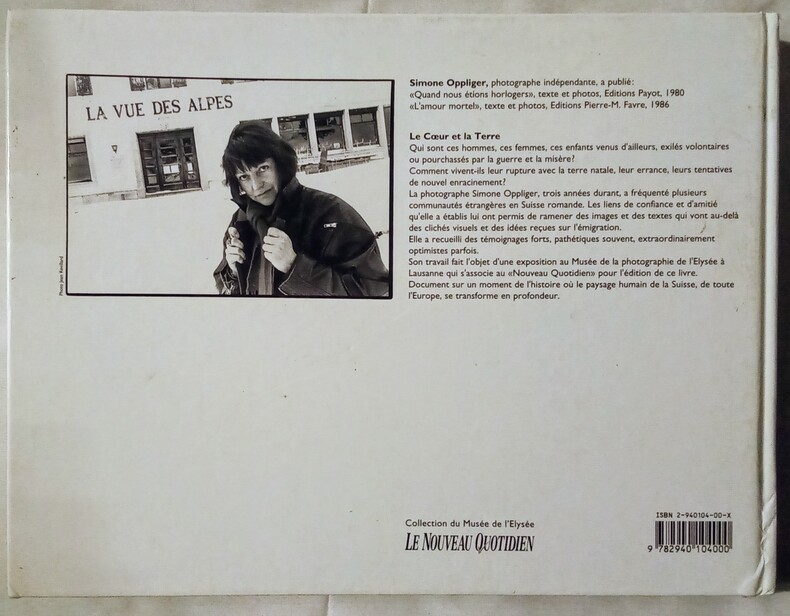 LA VUE DES ALPES
Photo Jean Revillard
Simone Oppliger, photographe indépendante, a publié:
«Quand nous étions horlogers», texte et photos, Editions Payot, 1980
«L'amour mortel», texte et photos, Editions Pierre-M. Favre, 1986
Le Cœur et la Terre
Qui sont ces hommes, ces femmes, ces enfants venus d'ailleurs, exilés volontaires
ou pourchassés par la guerre et la misère?
Comment vivent-ils leur rupture avec la terre natale, leur errance, leurs tentatives
de nouvel enracinement?
La photographe Simone Oppliger, trois années durant, a fréquenté plusieurs
communautés étrangères en Suisse romande. Les liens de confiance et d'amitié
qu'elle a établis lui ont permis de ramener des images et des textes qui vont au-delà
des clichés visuels et des idées reçues sur l'émigration.
Elle a recueilli des témoignages forts, pathétiques souvent, extraordinairement
optimistes parfois.
Son travail fait l'objet d'une exposition au Musée de la photographie de l'Elysée à
Lausanne qui s'associe au «Nouveau Quotidien» pour l'édition de ce livre.
Document sur un moment de l'histoire où le paysage humain de la Suisse, de toute
l'Europe, se transforme en profondeur.
Collection du Musée de l'Elysée
LE NOUVEAU QUOTIDIEN
ISBN 2-940104-00-X
9 782940 104000